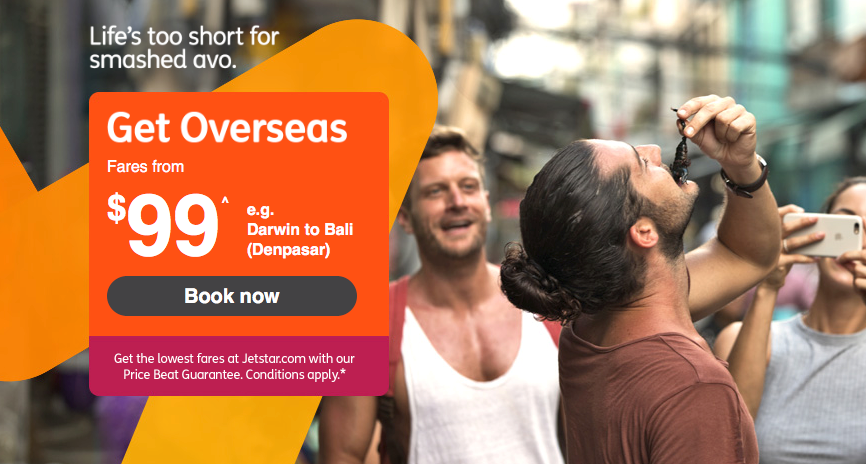 Life's too short for
smashed avo.
Get Overseas
Fares from
$99^
e.g.
Darwin to Bali
(Denpasar)
Book now
Get the lowest fares at Jetstar.com with our
Price Beat Guarantee. Conditions apply.*